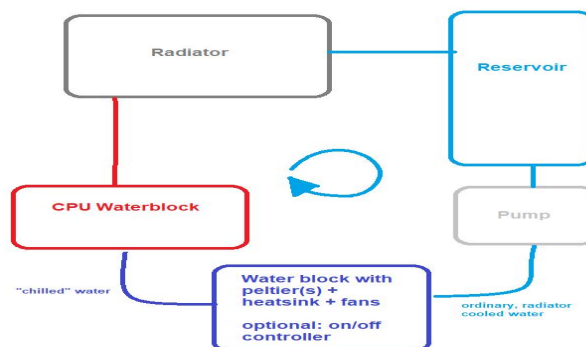 Radiator
Reservoir
CPU Waterblock
Pump
"chilled" water
Water block with
peltier(s) +
heatsink + fans
optional: on/off
controller
ordinary, radiator
cooled water